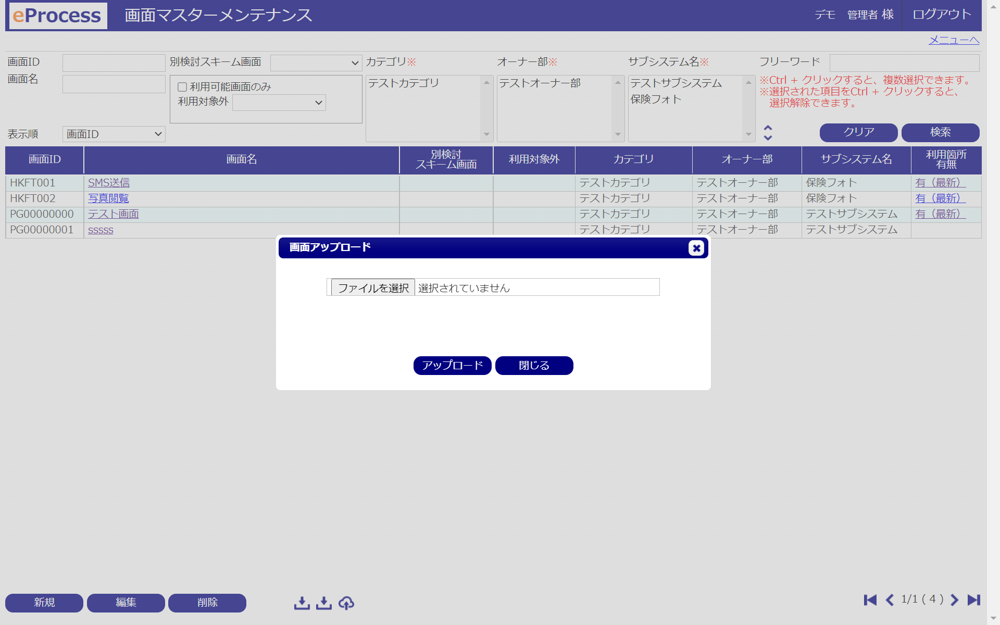 eProcess 画面マスターメンテナンス デモ 管理者 様 ログアウト
メニューへ
画面ID 別検討スキーム画面 カテゴリ※ オーナー部※ サブシステム名※ フリーワード
画面名 利用可能画面のみ テストカテゴリ テストオーナー部 テストサブシステム ※Ctrl + クリックすると、複数選択できます。
利用対象外 保険フォト ※選択された項目をCtrl + クリックすると、
選択解除できます。
表示順 画面ID クリア 検索
画面ID 画面名 別検討 スキーム画面 利用対象外 カテゴリ オーナー部 サブシステム名 利用箇所 有無
HKFT001 SMS送信 テストカテゴリ テストオーナー部 保険フォト 有（最新）
HKFT002 写真閲覧 テストカテゴリ テストオーナー部 保険フォト 有（最新）
PG00000000 テスト画面 テストカテゴリ テストオーナー部 テストサブシステム 有（最新）
PG00000001 sssss テストカテゴリ テストオーナー部 テストサブシステム
画面アップロード
ファイルを選択 選択されていません
アップロード 閉じる
新規 編集 削除 1/1 ( 4 )